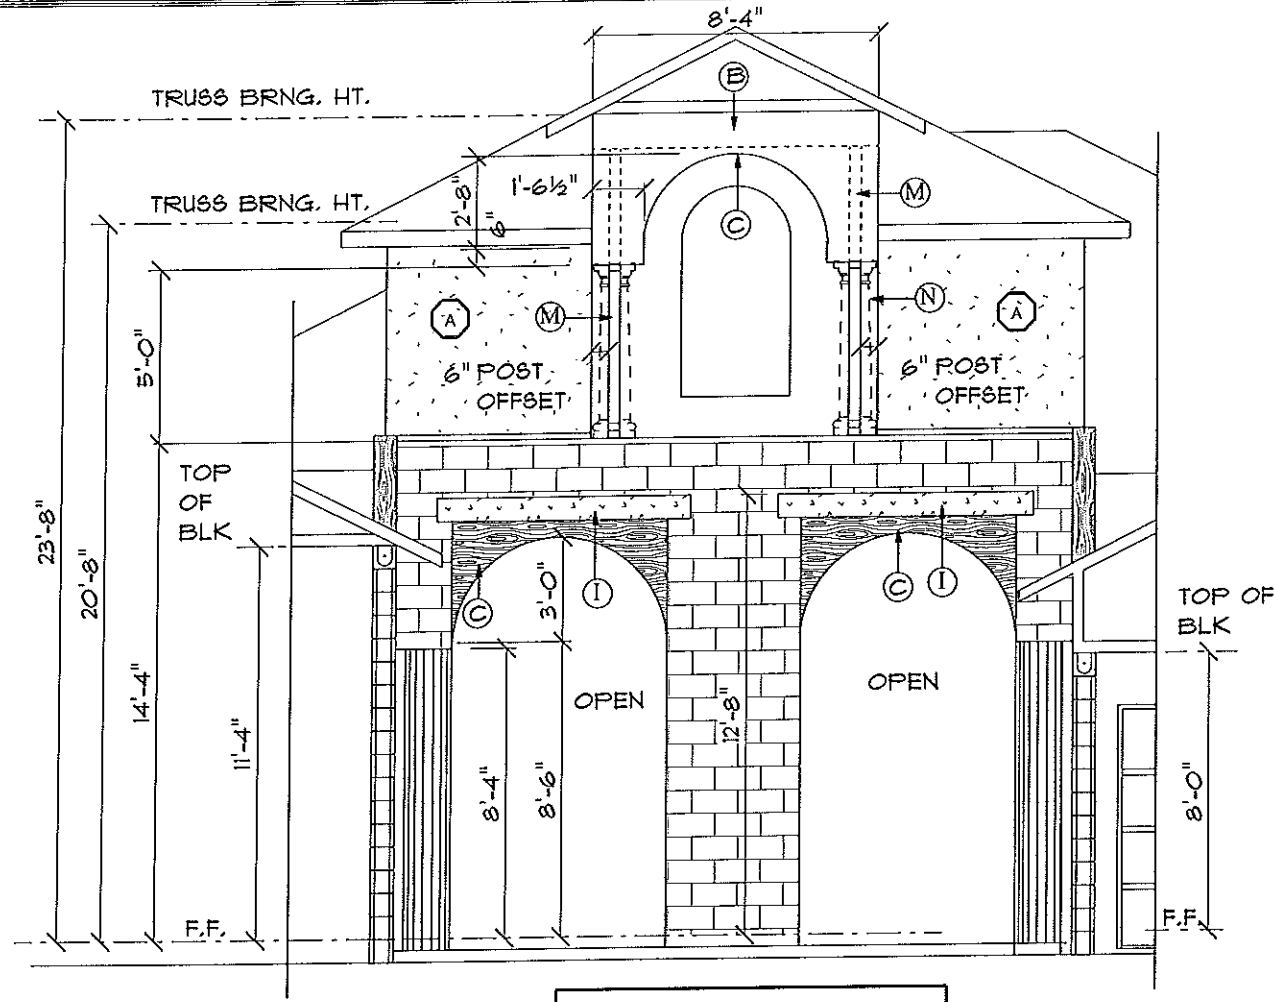 8'-4"
TRUSS BRNG. HT.
B
TRUSS BRNG. HT.
2'-8"
6"
1'-6½"
M
C
A
M
N
A
5'-0"
6" POST
OFFSET
6" POST
OFFSET
TOP
OF
BLK
23'-8"
20'-8"
14'-4"
11'-4"
C
3'-0"
I
C
I
TOP OF
BLK
OPEN
OPEN
12'-8"
8'-4"
8'-6"
8'-0"
F.F.
F.F.